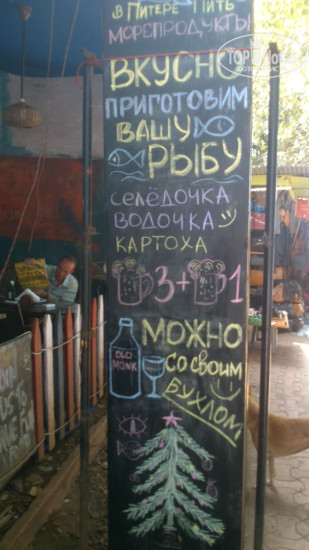 в Питере Пить
морепродукты
ВКУСНО
ПРИГОТОВИМ
ВАШУ
РЫБУ
селёдочка
ВОДОЧКА
КАРТОХА
3+1
МОЖНО
СО СВОИМ
БУХЛОМ
OLD
MONK